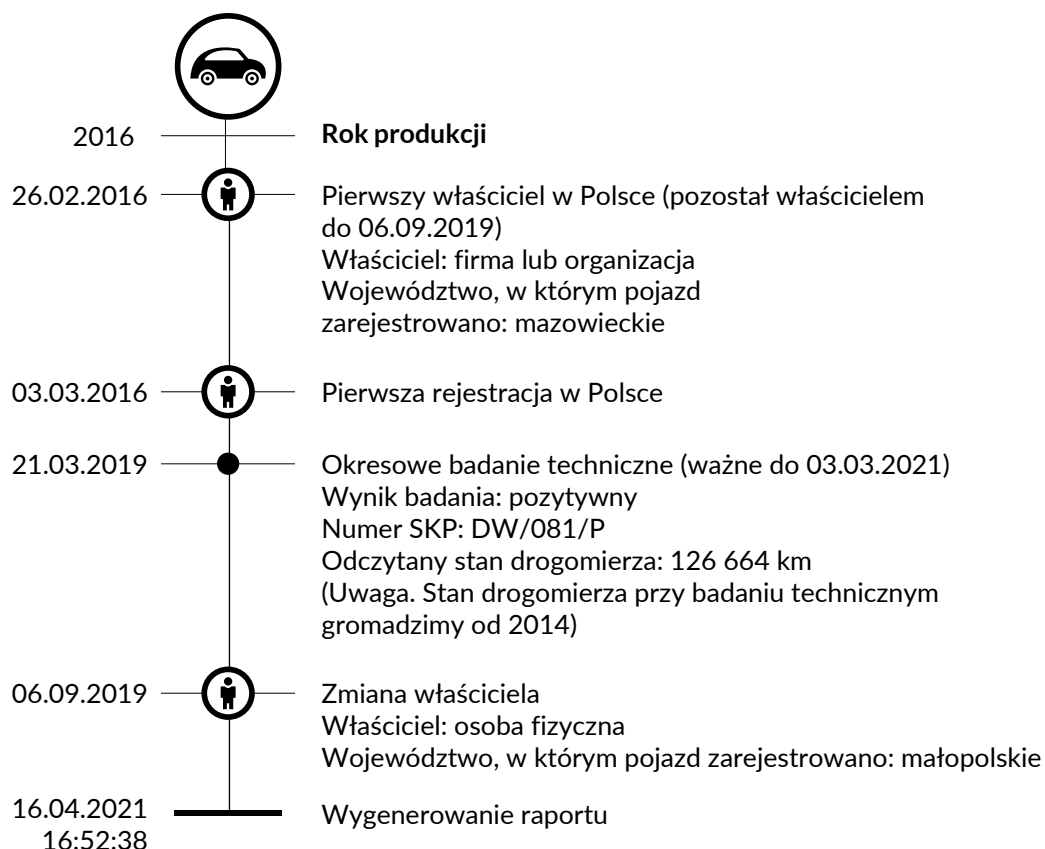 2016 Rok produkcji
26.02.2016 Pierwszy właściciel w Polsce (pozostał właścicielem
do 06.09.2019)
Właściciel: firma lub organizacja
Województwo, w którym pojazd
zarejestrowano: mazowieckie
03.03.2016 Pierwsza rejestracja w Polsce
21.03.2019 Okresowe badanie techniczne (ważne do 03.03.2021)
Wynik badania: pozytywny
Numer SKP: DW/081/P
Odczytany stan drogomierza: 126 664 km
(Uwaga. Stan drogomierza przy badaniu technicznym
gromadzimy od 2014)
06.09.2019 Zmiana właściciela
Właściciel: osoba fizyczna
Województwo, w którym pojazd zarejestrowano: małopolskie
16.04.2021 Wygenerowanie raportu
16:52:38